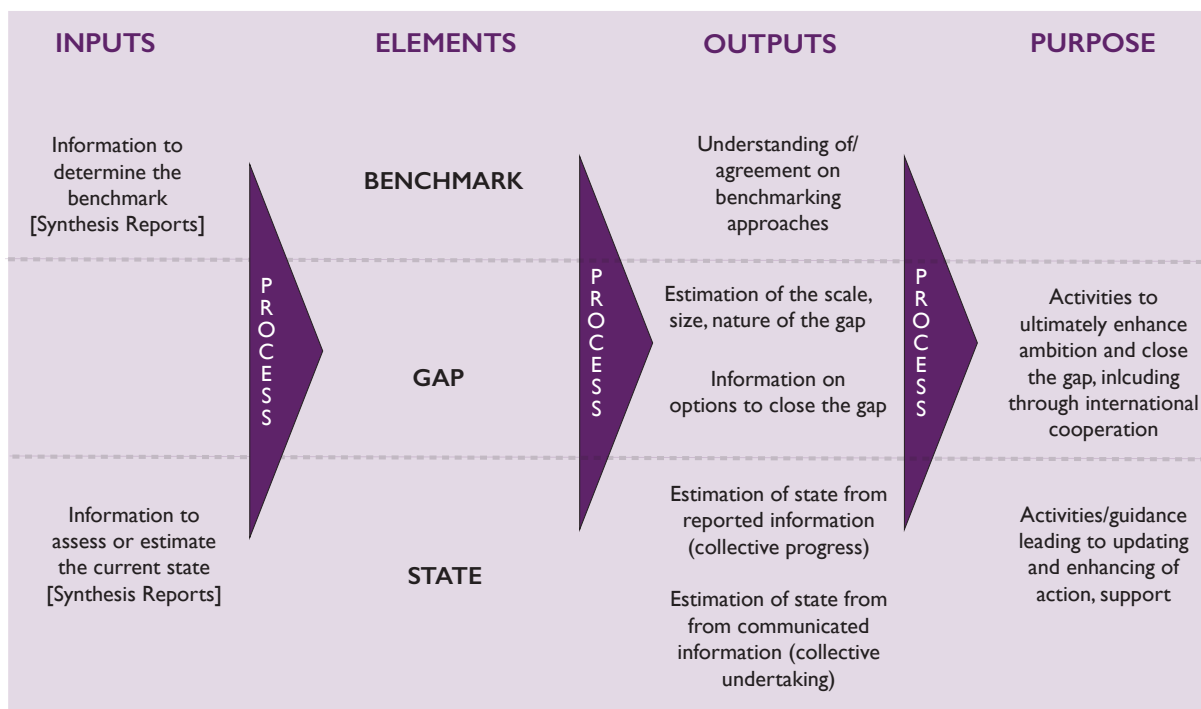 INPUTS
ELEMENTS
OUTPUTS
PURPOSE
Information to
determine the
benchmark
[Synthesis Reports]
BENCHMARK
Understanding of/
agreement on
benchmarking
approaches
PROCESS
PROCESS
PROCESS
GAP
Estimation of the scale,
size, nature of the gap
Information on
options to close the gap
Activities to
ultimately enhance
ambition and close
the gap, inlcuding
through international
cooperation
Information to
assess or estimate
the current state
[Synthesis Reports]
STATE
Estimation of state from
reported information
(collective progress)
Estimation of state from
from communicated
information (collective
undertaking)
Activities/guidance
leading to updating
and enhancing of
action, support